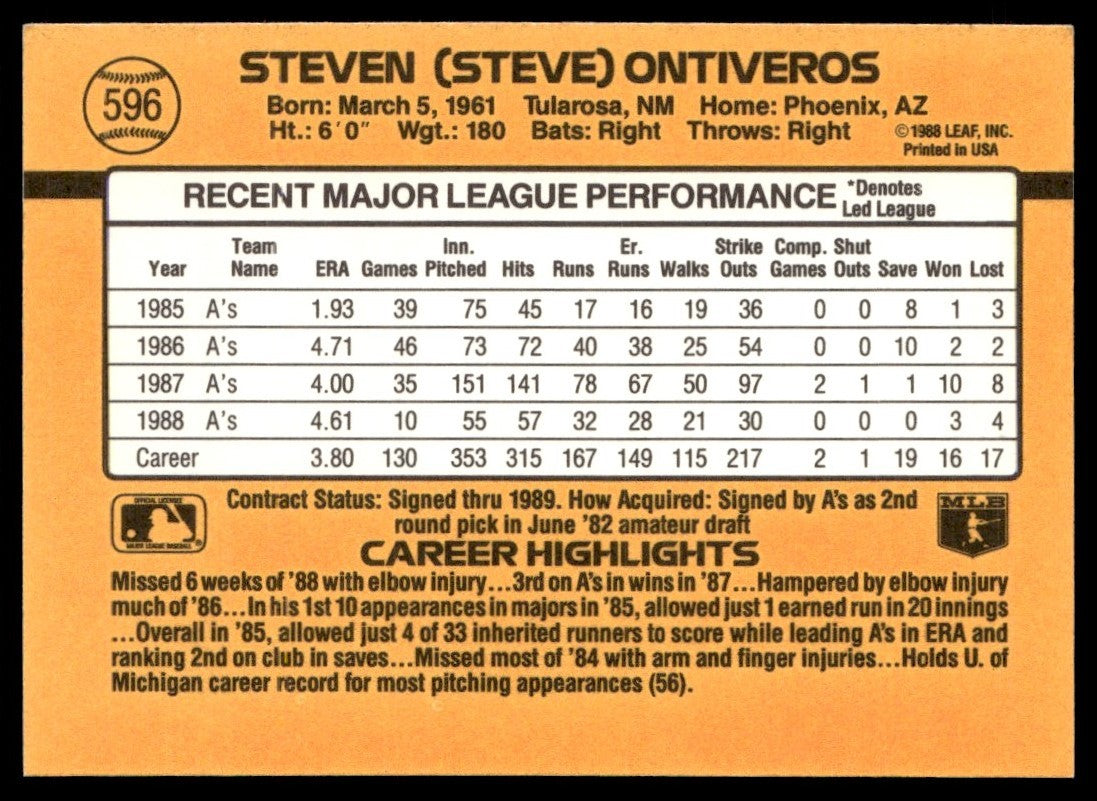 596
STEVEN (STEVE) ONTIVEROS
Born: March 5, 1961 Tularosa, NM Home: Phoenix, AZ
Ht.: 6'0" Wgt.: 180 Bats: Right Throws: Right
©1988 LEAF, INC.
Printed in USA
RECENT MAJOR LEAGUE PERFORMANCE
*Denotes
Led League
Year Team Name ERA Games Inn. Pitched Hits Runs Er. Runs Walks Strike Outs Comp. Games Shut Outs Save Won Lost
1985 A's 1.93 39 75 45 17 16 19 36 0 0 8 1 3
1986 A's 4.71 46 73 72 40 38 25 54 0 0 10 2 2
1987 A's 4.00 35 151 141 78 67 50 97 2 1 1 10 8
1988 A's 4.61 10 55 57 32 28 21 30 0 0 0 3 4
Career 3.80 130 353 315 167 149 115 217 2 1 19 16 17
OFFICIAL LICENSEE
MAJOR LEAGUE BASEBALL
Contract Status: Signed thru 1989. How Acquired: Signed by A's as 2nd
round pick in June '82 amateur draft
MLB
CAREER HIGHLIGHTS
Missed 6 weeks of '88 with elbow injury...3rd on A's in wins in '87...Hampered by elbow injury
much of '86...In his 1st 10 appearances in majors in '85, allowed just 1 earned run in 20 innings
...Overall in '85, allowed just 4 of 33 inherited runners to score while leading A's in ERA and
ranking 2nd on club in saves...Missed most of '84 with arm and finger injuries...Holds U. of
Michigan career record for most pitching appearances (56).